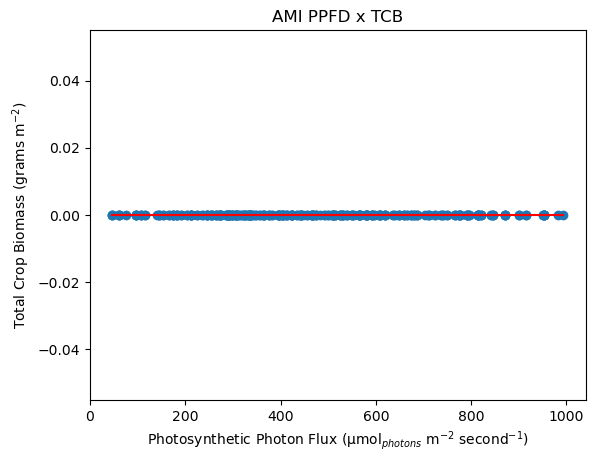 AMI PPFD x TCB
0.04
0.02
0.00
−0.02
−0.04
Total Crop Biomass (grams m⁻²)
0 200 400 600 800 1000
Photosynthetic Photon Flux (μmol_photons m⁻² second⁻¹)